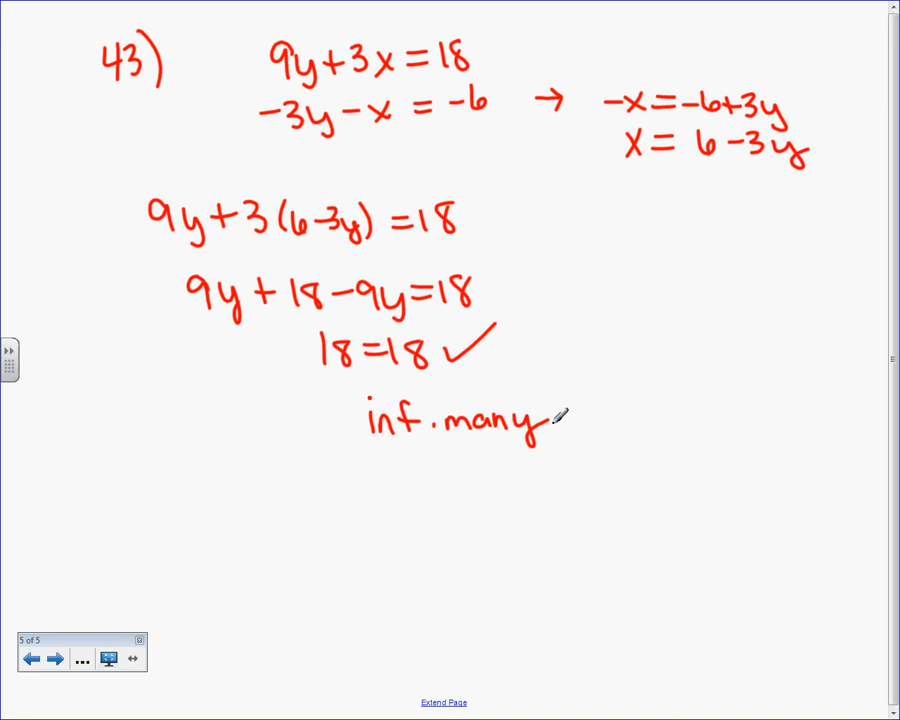 43) 9y+3x=18
-3y-x=-6 → -x=-6+3y
x=6-3y
9y+3(6-3y)=18
9y+18-9y=18
18=18 ✓
inf. many
5 of 5
...
Extend Page